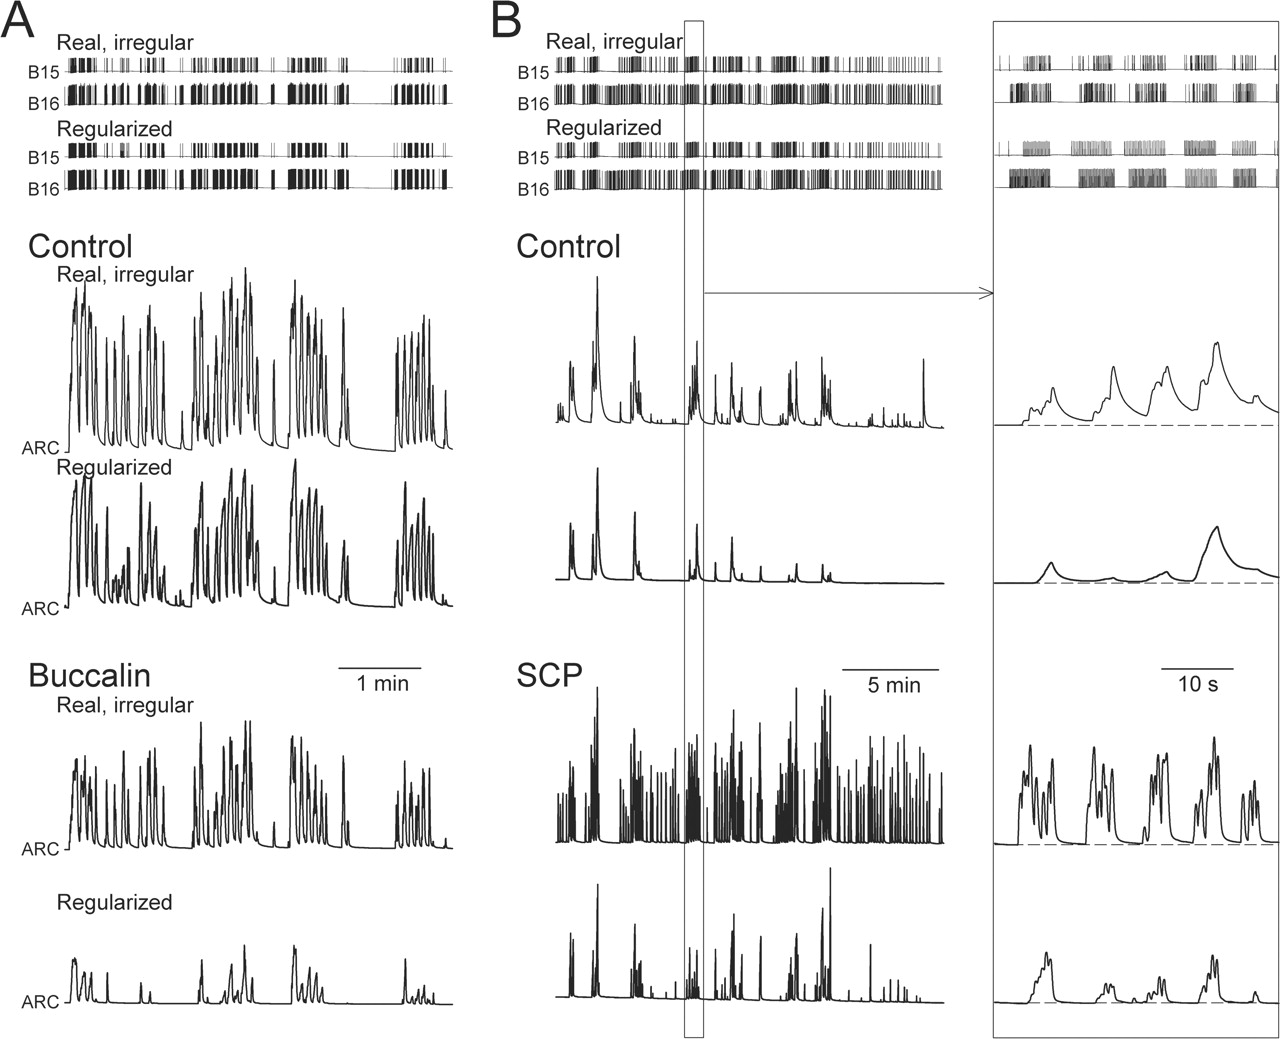 A
Real, irregular
B15
B16
Regularized
B15
B16
Control
Real, irregular
ARC
Regularized
ARC
Buccalin
1 min
Real, irregular
ARC
Regularized
ARC
B
Real, irregular
B15
B16
Regularized
B15
B16
Control
SCP
5 min
10 s